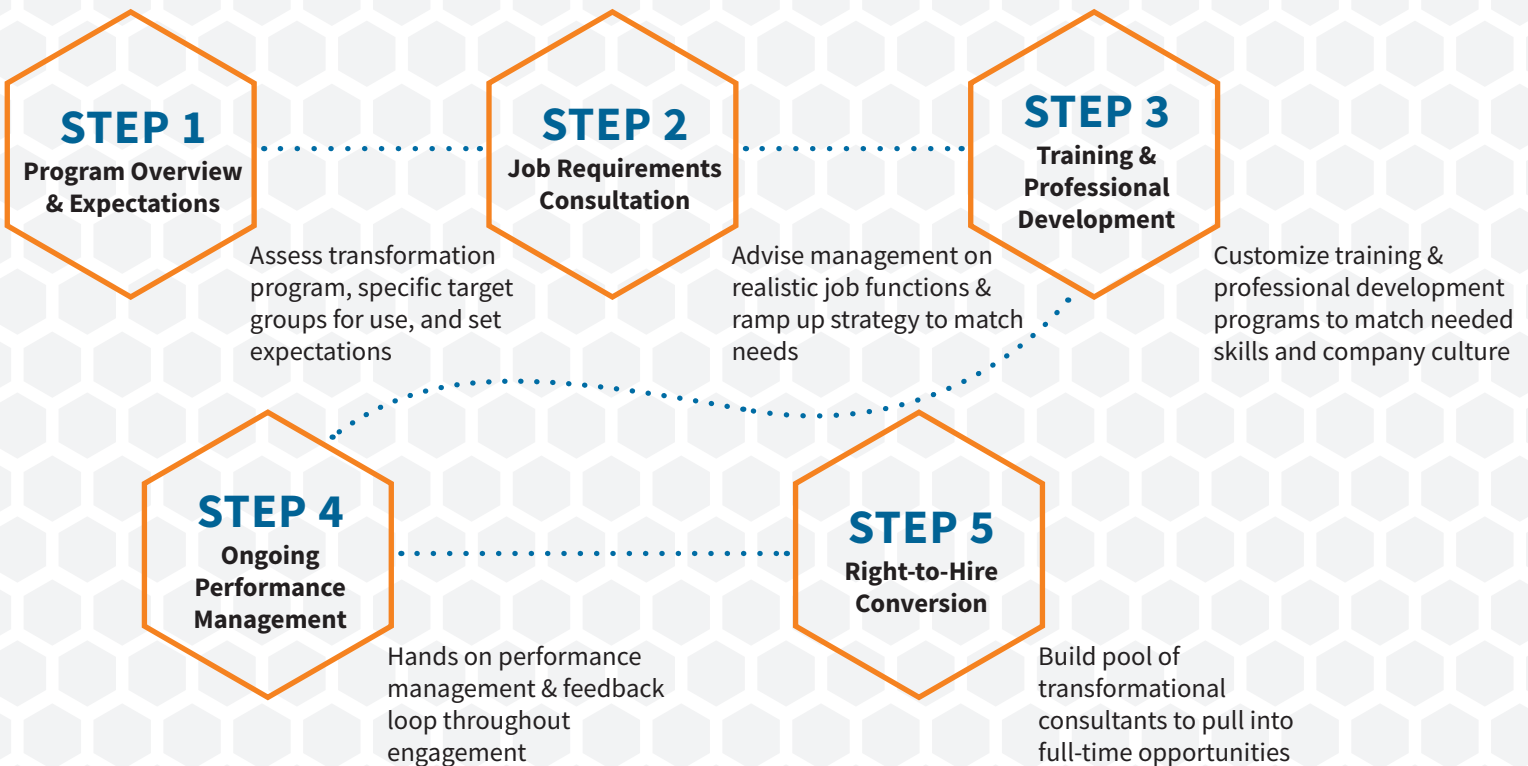 STEP 1
Program Overview
& Expectations
Assess transformation
program, specific target
groups for use, and set
expectations
STEP 2
Job Requirements
Consultation
Advise management on
realistic job functions &
ramp up strategy to match
needs
STEP 3
Training &
Professional
Development
Customize training &
professional development
programs to match needed
skills and company culture
STEP 4
Ongoing
Performance
Management
Hands on performance
management & feedback
loop throughout
engagement
STEP 5
Right-to-Hire
Conversion
Build pool of
transformational
consultants to pull into
full-time opportunities